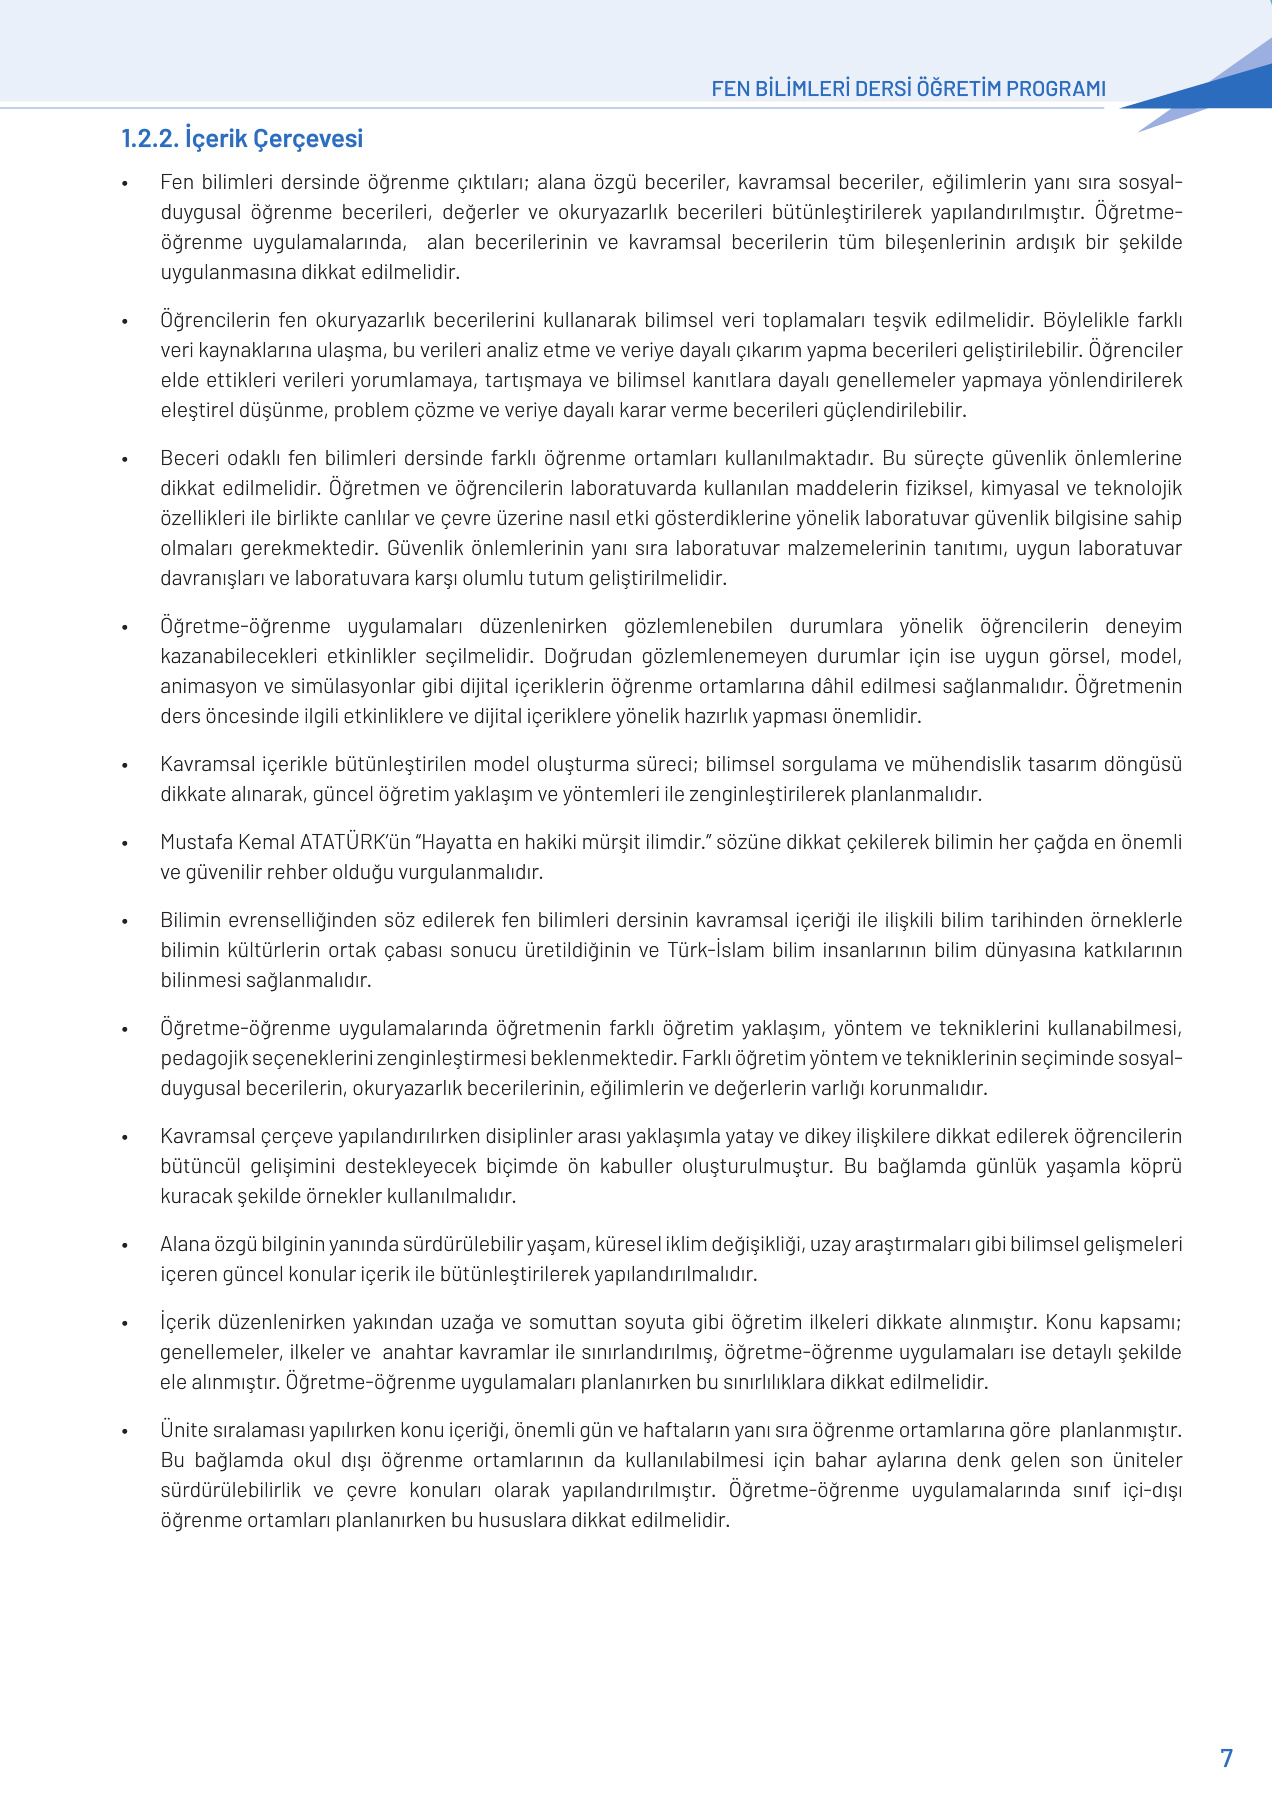 FEN BİLİMLERİ DERSİ ÖĞRETİM PROGRAMI
1.2.2. İçerik Çerçevesi
• Fen bilimleri dersinde öğrenme çıktıları; alana özgü beceriler, kavramsal beceriler, eğilimlerin yanı sıra sosyal-
duygusal öğrenme becerileri, değerler ve okuryazarlık becerileri bütünleştirilerek yapılandırılmıştır. Öğretme-
öğrenme uygulamalarında, alan becerilerinin ve kavramsal becerilerin tüm bileşenlerinin ardışık bir şekilde
uygulanmasına dikkat edilmelidir.
• Öğrencilerin fen okuryazarlık becerilerini kullanarak bilimsel veri toplamaları teşvik edilmelidir. Böylelikle farklı
veri kaynaklarına ulaşma, bu verileri analiz etme ve veriye dayalı çıkarım yapma becerileri geliştirilebilir. Öğrenciler
elde ettikleri verileri yorumlamaya, tartışmaya ve bilimsel kanıtlara dayalı genellemeler yapmaya yönlendirilerek
eleştirel düşünme, problem çözme ve veriye dayalı karar verme becerileri güçlendirilebilir.
• Beceri odaklı fen bilimleri dersinde farklı öğrenme ortamları kullanılmaktadır. Bu süreçte güvenlik önlemlerine
dikkat edilmelidir. Öğretmen ve öğrencilerin laboratuvarda kullanılan maddelerin fiziksel, kimyasal ve teknolojik
özellikleri ile birlikte canlılar ve çevre üzerine nasıl etki gösterdiklerine yönelik laboratuvar güvenlik bilgisine sahip
olmaları gerekmektedir. Güvenlik önlemlerinin yanı sıra laboratuvar malzemelerinin tanıtımı, uygun laboratuvar
davranışları ve laboratuvara karşı olumlu tutum geliştirilmelidir.
• Öğretme-öğrenme uygulamaları düzenlenirken gözlemlenebilen durumlara yönelik öğrencilerin deneyim
kazanabilecekleri etkinlikler seçilmelidir. Doğrudan gözlemlenemeyen durumlar için ise uygun görsel, model,
animasyon ve simülasyonlar gibi dijital içeriklerin öğrenme ortamlarına dâhil edilmesi sağlanmalıdır. Öğretmenin
ders öncesinde ilgili etkinliklere ve dijital içeriklere yönelik hazırlık yapması önemlidir.
• Kavramsal içerikle bütünleştirilen model oluşturma süreci; bilimsel sorgulama ve mühendislik tasarım döngüsü
dikkate alınarak, güncel öğretim yaklaşım ve yöntemleri ile zenginleştirilerek planlanmalıdır.
• Mustafa Kemal ATATÜRK’ün “Hayatta en hakiki mürşit ilimdir.” sözüne dikkat çekilerek bilimin her çağda en önemli
ve güvenilir rehber olduğu vurgulanmalıdır.
• Bilimin evrenselliğinden söz edilerek fen bilimleri dersinin kavramsal içeriği ile ilişkili bilim tarihinden örneklerle
bilimin kültürlerin ortak çabası sonucu üretildiğinin ve Türk-İslam bilim insanlarının bilim dünyasına katkılarının
bilinmesi sağlanmalıdır.
• Öğretme-öğrenme uygulamalarında öğretmenin farklı öğretim yaklaşım, yöntem ve tekniklerini kullanabilmesi,
pedagojik seçeneklerini zenginleştirmesi beklenmektedir. Farklı öğretim yöntem ve tekniklerinin seçiminde sosyal-
duygusal becerilerin, okuryazarlık becerilerinin, eğilimlerin ve değerlerin varlığı korunmalıdır.
• Kavramsal çerçeve yapılandırılırken disiplinler arası yaklaşımla yatay ve dikey ilişkilere dikkat edilerek öğrencilerin
bütüncül gelişimini destekleyecek biçimde ön kabuller oluşturulmuştur. Bu bağlamda günlük yaşamla köprü
kuracak şekilde örnekler kullanılmalıdır.
• Alana özgü bilginin yanında sürdürülebilir yaşam, küresel iklim değişikliği, uzay araştırmaları gibi bilimsel gelişmeleri
içeren güncel konular içerik ile bütünleştirilerek yapılandırılmalıdır.
• İçerik düzenlenirken yakından uzağa ve somuttan soyuta gibi öğretim ilkeleri dikkate alınmıştır. Konu kapsamı;
genellemeler, ilkeler ve anahtar kavramlar ile sınırlandırılmış, öğretme-öğrenme uygulamaları ise detaylı şekilde
ele alınmıştır. Öğretme-öğrenme uygulamaları planlanırken bu sınırlılıklara dikkat edilmelidir.
• Ünite sıralaması yapılırken konu içeriği, önemli gün ve haftaların yanı sıra öğrenme ortamlarına göre planlanmıştır.
Bu bağlamda okul dışı öğrenme ortamlarının da kullanılabilmesi için bahar aylarına denk gelen son üniteler
sürdürülebilirlik ve çevre konuları olarak yapılandırılmıştır. Öğretme-öğrenme uygulamalarında sınıf içi-dışı
öğrenme ortamları planlanırken bu hususlara dikkat edilmelidir.
7